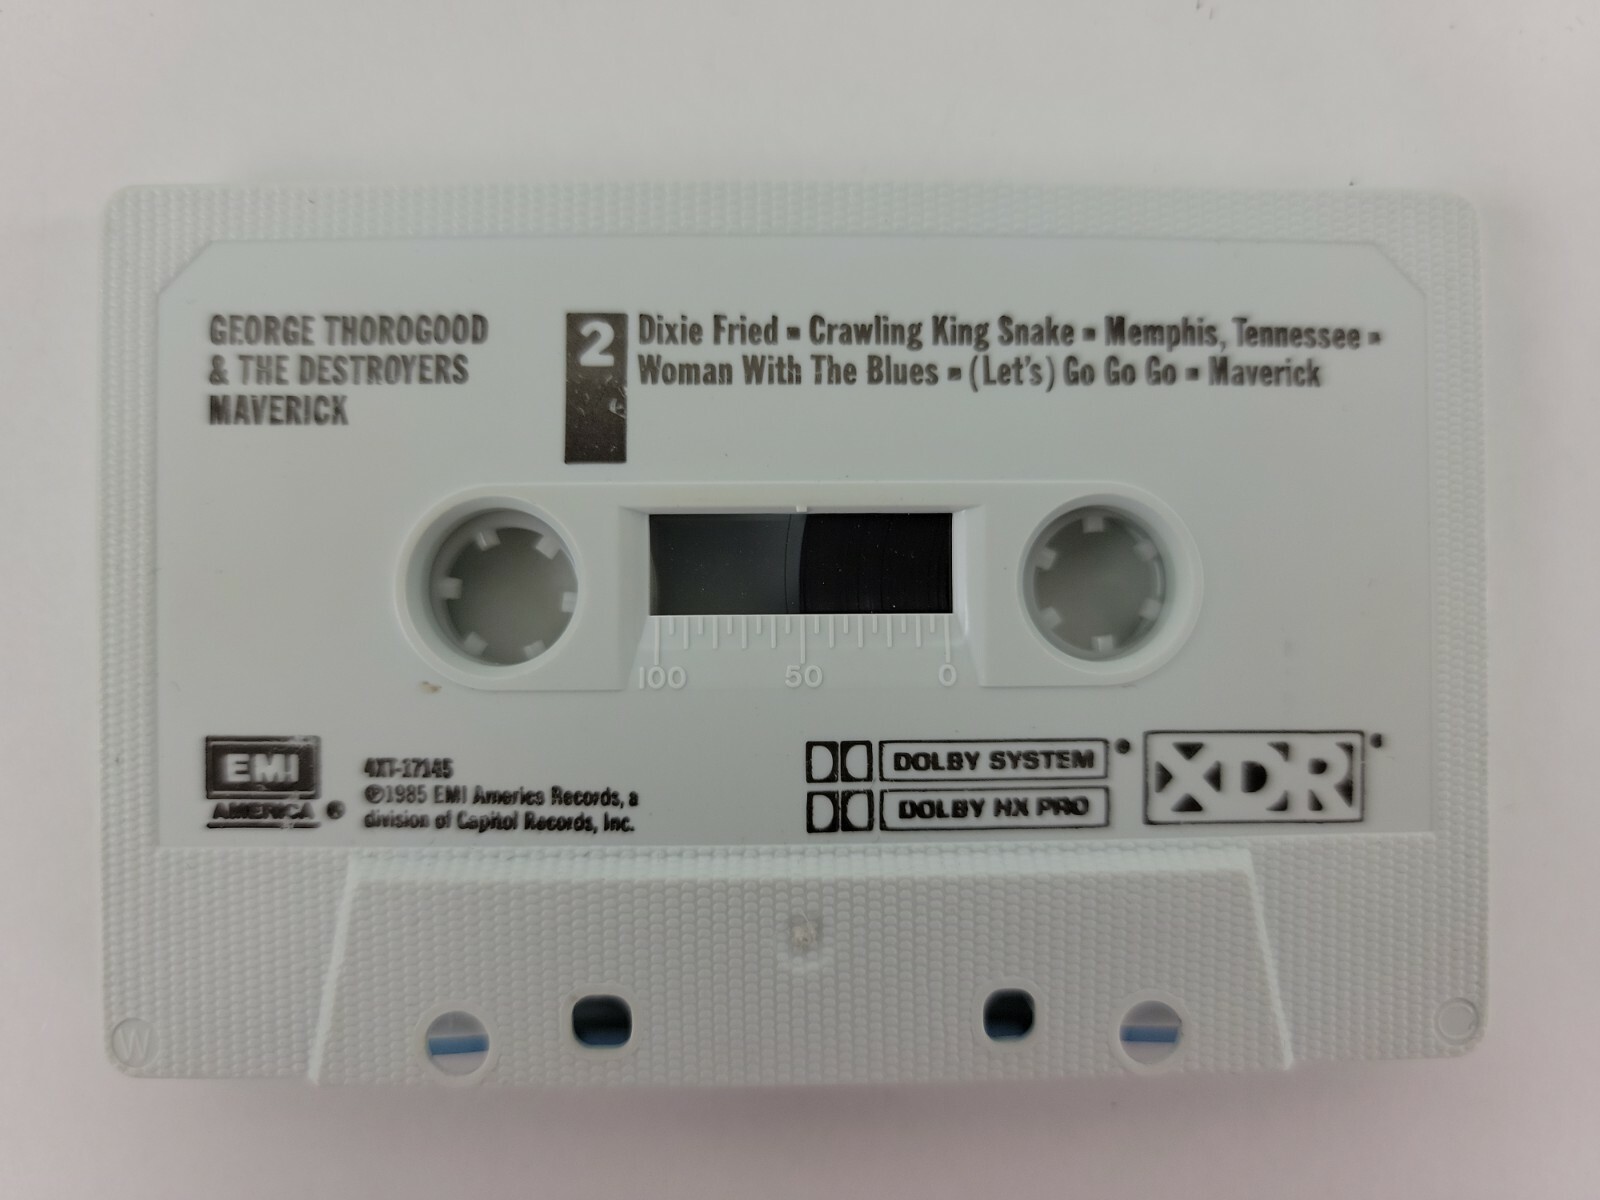 GEORGE THOROGOOD
& THE DESTROYERS
MAVERICK
2
Dixie Fried ▪ Crawling King Snake ▪ Memphis, Tennessee ▪
Woman With The Blues ▪ (Let's) Go Go Go ▪ Maverick
100 50 0
EMI
AMERICA ®
4XT-17145
℗1985 EMI America Records, a
division of Capitol Records, Inc.
DOLBY SYSTEM ®
DOLBY HX PRO
XDR ®
W